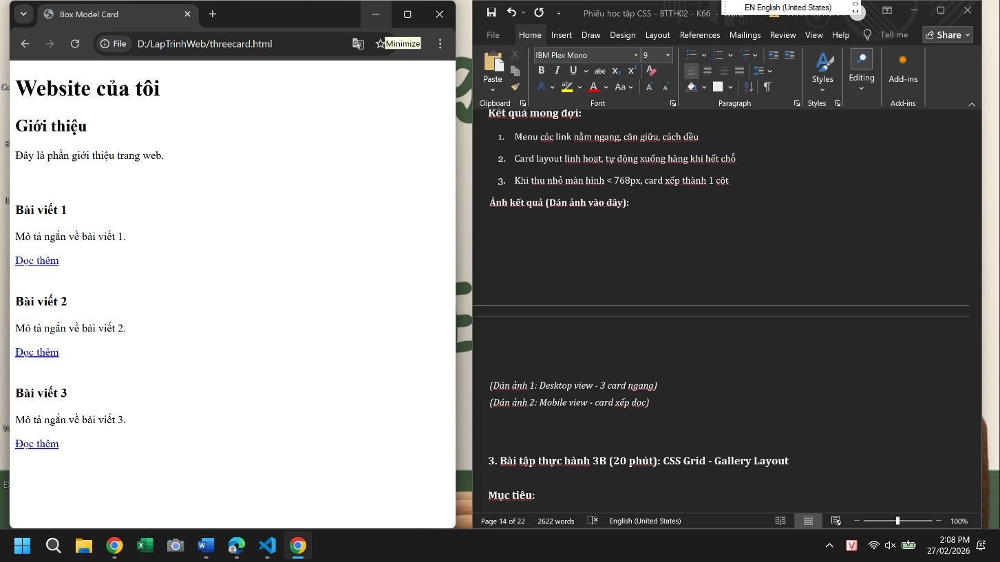 Box Model Card
File
D:/LapTrinhWeb/threecard.html
Minimize
Website của tôi
Giới thiệu
Đây là phần giới thiệu trang web.
Bài viết 1
Mô tả ngắn về bài viết 1.
Đọc thêm
Bài viết 2
Mô tả ngắn về bài viết 2.
Đọc thêm
Bài viết 3
Mô tả ngắn về bài viết 3.
Đọc thêm
EN English (United States)
Phiếu học tập CSS - BTTH02 - K66 -
File Home Insert Draw Design Layout References Mailings Review View Help Tell me Share
IBM Plex Mono 9
Paste
Styles
Editing
Add-ins
Clipboard Font Paragraph Styles Add-ins
Kết quả mong đợi:
1. Menu các link nằm ngang, căn giữa, cách đều
2. Card layout linh hoạt, tự động xuống hàng khi hết chỗ
3. Khi thu nhỏ màn hình < 768px, card xếp thành 1 cột
Ảnh kết quả (Dán ảnh vào đây):
(Dán ảnh 1: Desktop view - 3 card ngang)
(Dán ảnh 2: Mobile view - card xếp dọc)
3. Bài tập thực hành 3B (20 phút): CSS Grid - Gallery Layout
Mục tiêu:
Page 14 of 22 2622 words English (United States) 100%
2:08 PM
27/02/2026